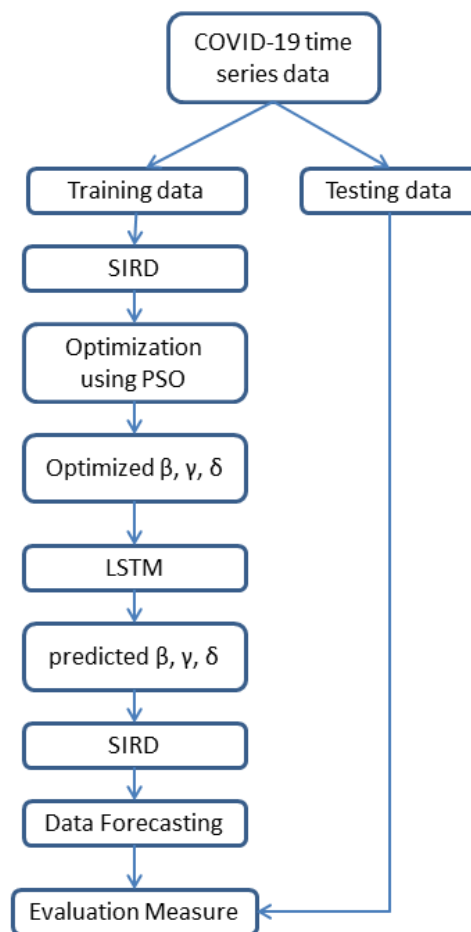 COVID-19 time
series data
Training data
Testing data
SIRD
Optimization
using PSO
Optimized β, γ, δ
LSTM
predicted β, γ, δ
SIRD
Data Forecasting
Evaluation Measure